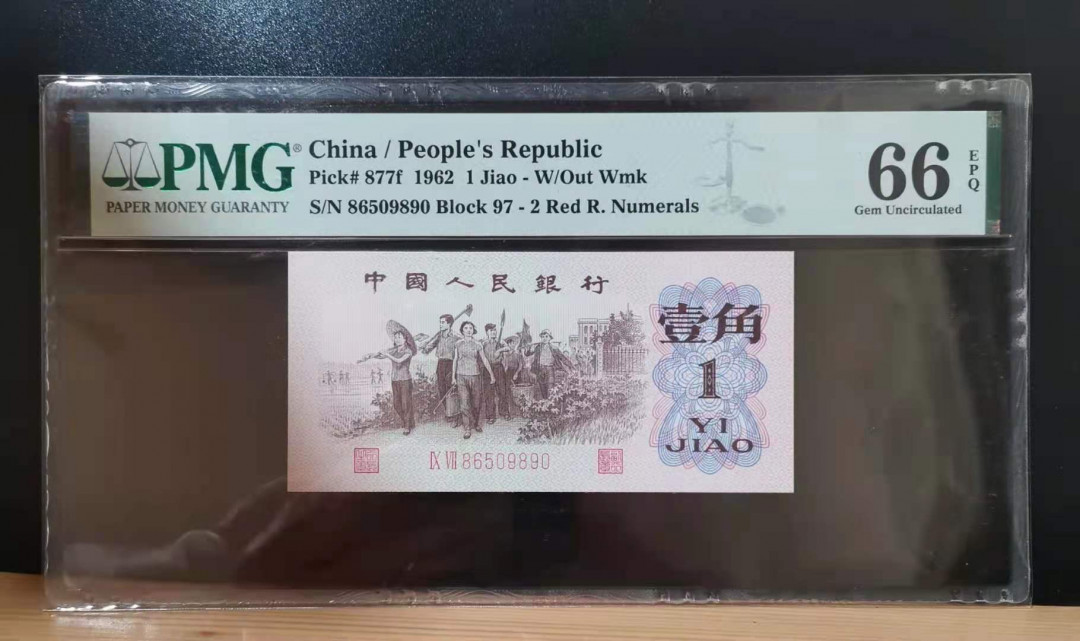 PMG®
PAPER MONEY GUARANTY
China / People's Republic
Pick# 877f 1962 1 Jiao - W/Out Wmk
S/N 86509890 Block 97 - 2 Red R. Numerals
66 EPQ
Gem Uncirculated
中國人民銀行
壹角
1
YI
JIAO
IX VII 86509890